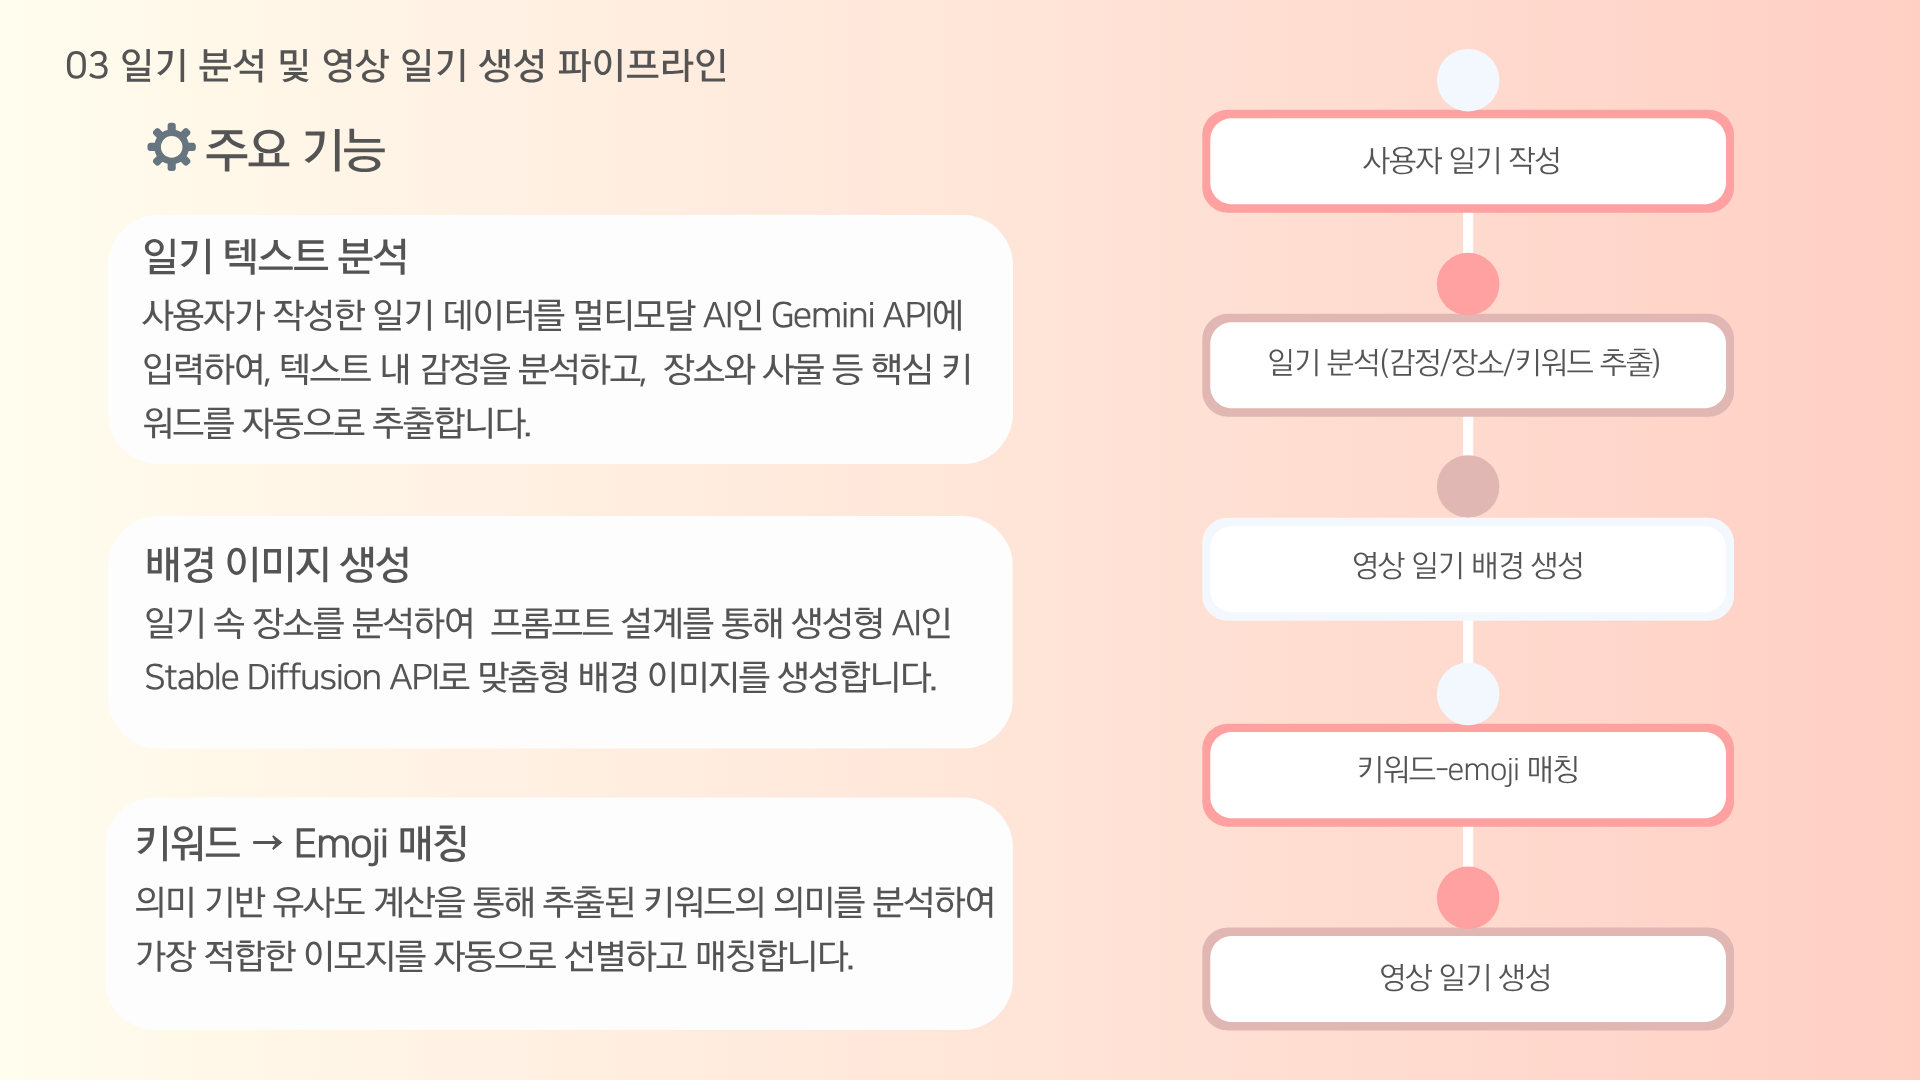 03 일기 분석 및 영상 일기 생성 파이프라인
주요 기능
일기 텍스트 분석
사용자가 작성한 일기 데이터를 멀티모달 AI인 Gemini API에
입력하여, 텍스트 내 감정을 분석하고, 장소와 사물 등 핵심 키
워드를 자동으로 추출합니다.
배경 이미지 생성
일기 속 장소를 분석하여 프롬프트 설계를 통해 생성형 AI인
Stable Diffusion API로 맞춤형 배경 이미지를 생성합니다.
키워드 → Emoji 매칭
의미 기반 유사도 계산을 통해 추출된 키워드의 의미를 분석하여
가장 적합한 이모지를 자동으로 선별하고 매칭합니다.
사용자 일기 작성
일기 분석(감정/장소/키워드 추출)
영상 일기 배경 생성
키워드-emoji 매칭
영상 일기 생성